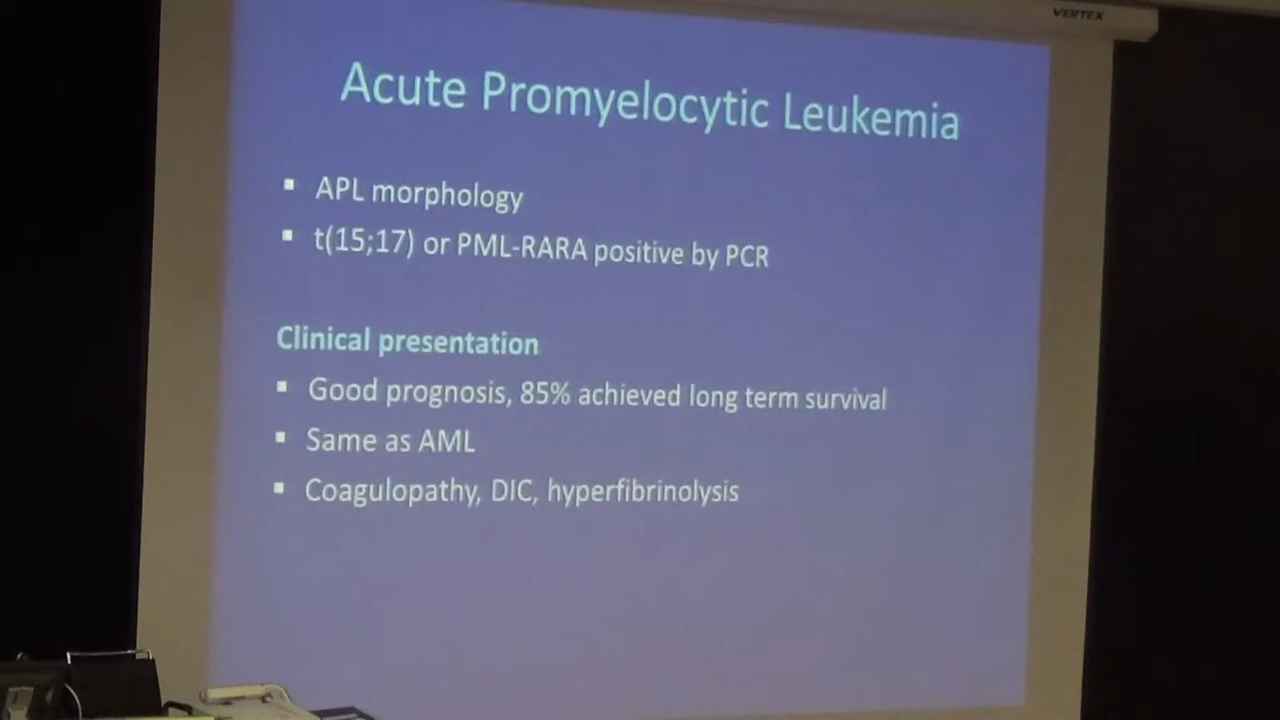 VERTEX
Acute Promyelocytic Leukemia
▪ APL morphology
▪ t(15;17) or PML-RARA positive by PCR
Clinical presentation
▪ Good prognosis, 85% achieved long term survival
▪ Same as AML
▪ Coagulopathy, DIC, hyperfibrinolysis